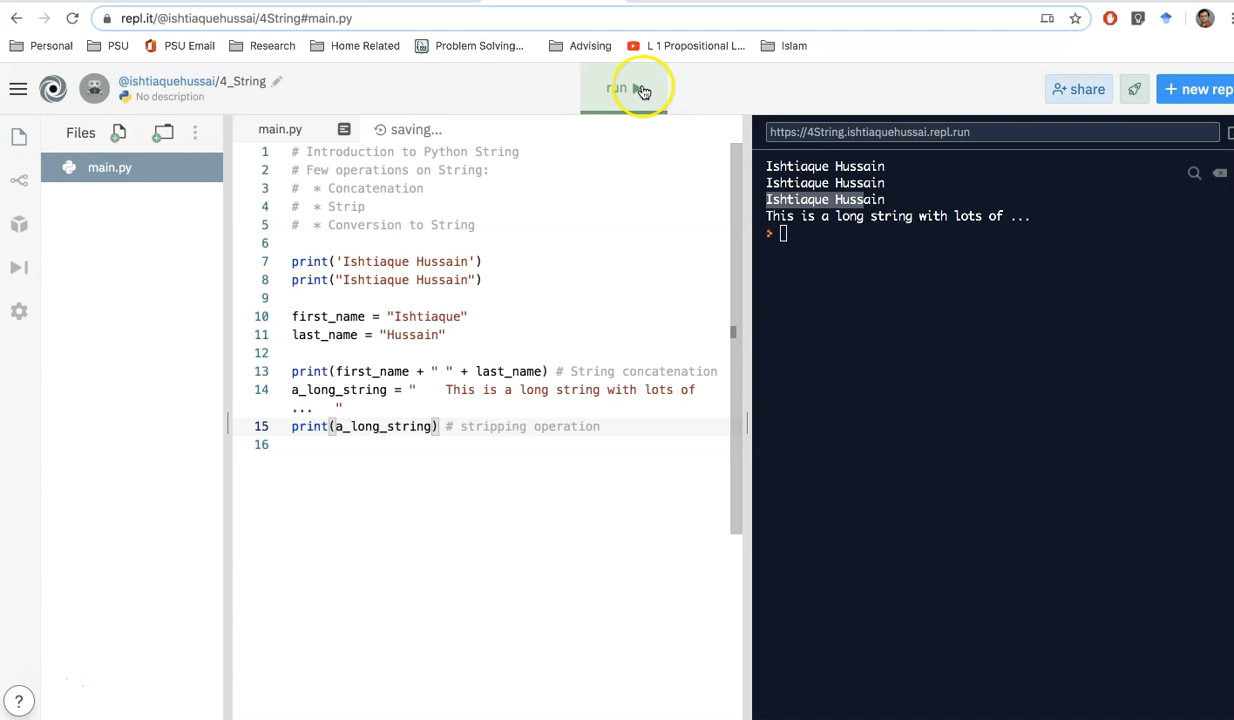 repl.it/@ishtiaquehussai/4String#main.py
Personal PSU PSU Email Research Home Related Problem Solving... Advising L 1 Propositional L... Islam
@ishtiaquehussai/4_String
No description
run
share
+ new rep
Files
main.py
main.py
saving...
1 # Introduction to Python String
2 # Few operations on String:
3 # * Concatenation
4 # * Strip
5 # * Conversion to String
6
7 print('Ishtiaque Hussain')
8 print("Ishtiaque Hussain")
9
10 first_name = "Ishtiaque"
11 last_name = "Hussain"
12
13 print(first_name + " " + last_name) # String concatenation
14 a_long_string = "    This is a long string with lots of
...   "
15 print(a_long_string) # stripping operation
16
https://4String.ishtiaquehussai.repl.run
Ishtiaque Hussain
Ishtiaque Hussain
Ishtiaque Hussain
This is a long string with lots of ...
>
?